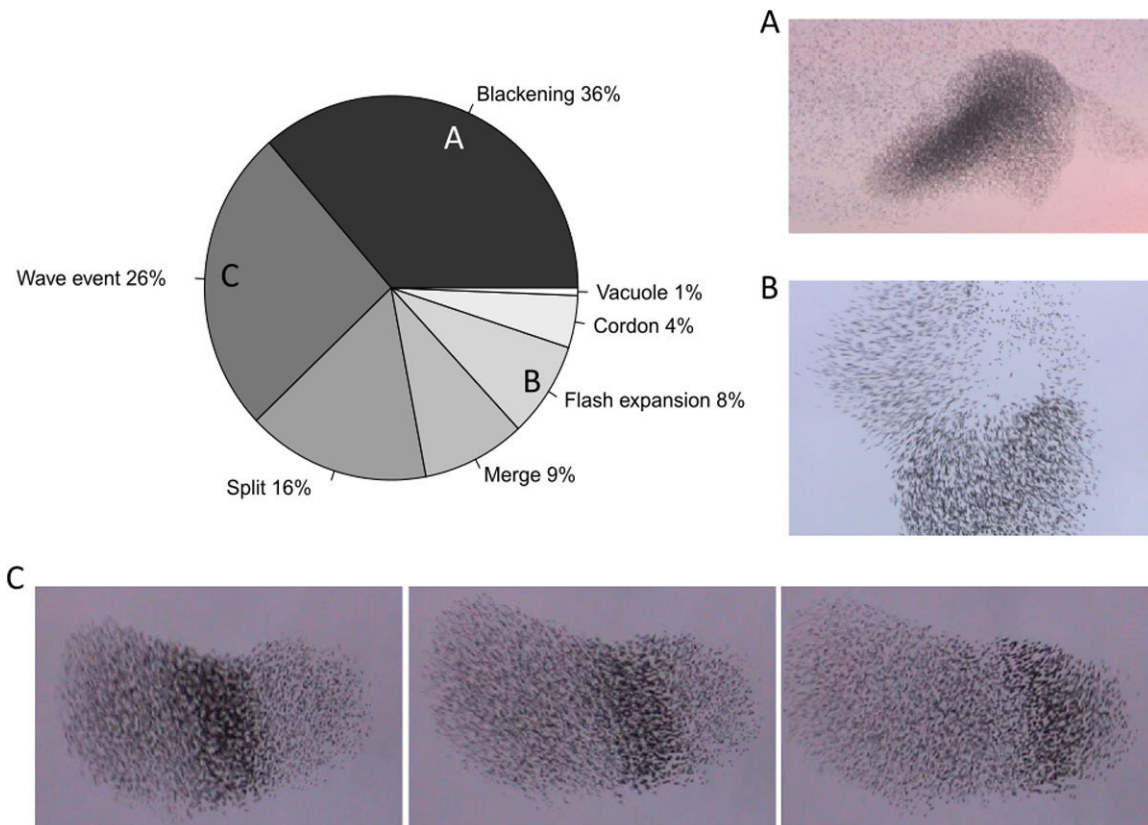 A
Blackening 36%
A
Wave event 26%
C
Vacuole 1%
Cordon 4%
B
B
Flash expansion 8%
Merge 9%
Split 16%
C